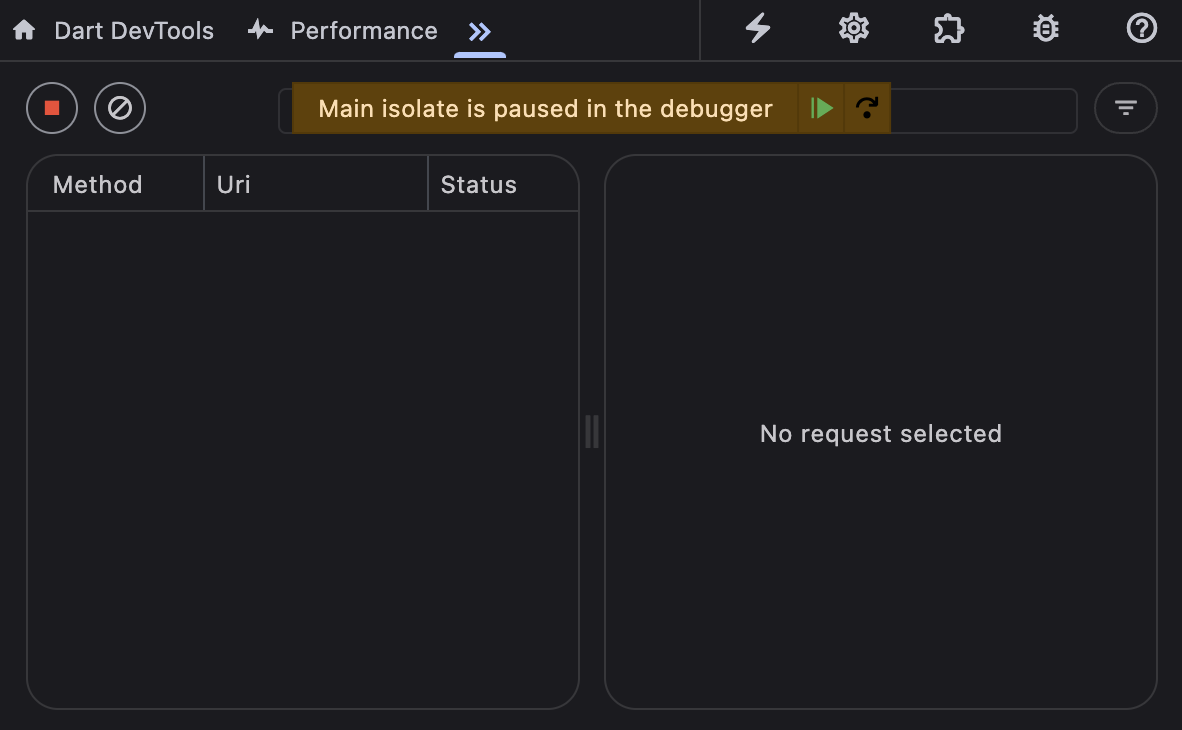 Dart DevTools Performance
Main isolate is paused in the debugger
Method Uri Status
No request selected